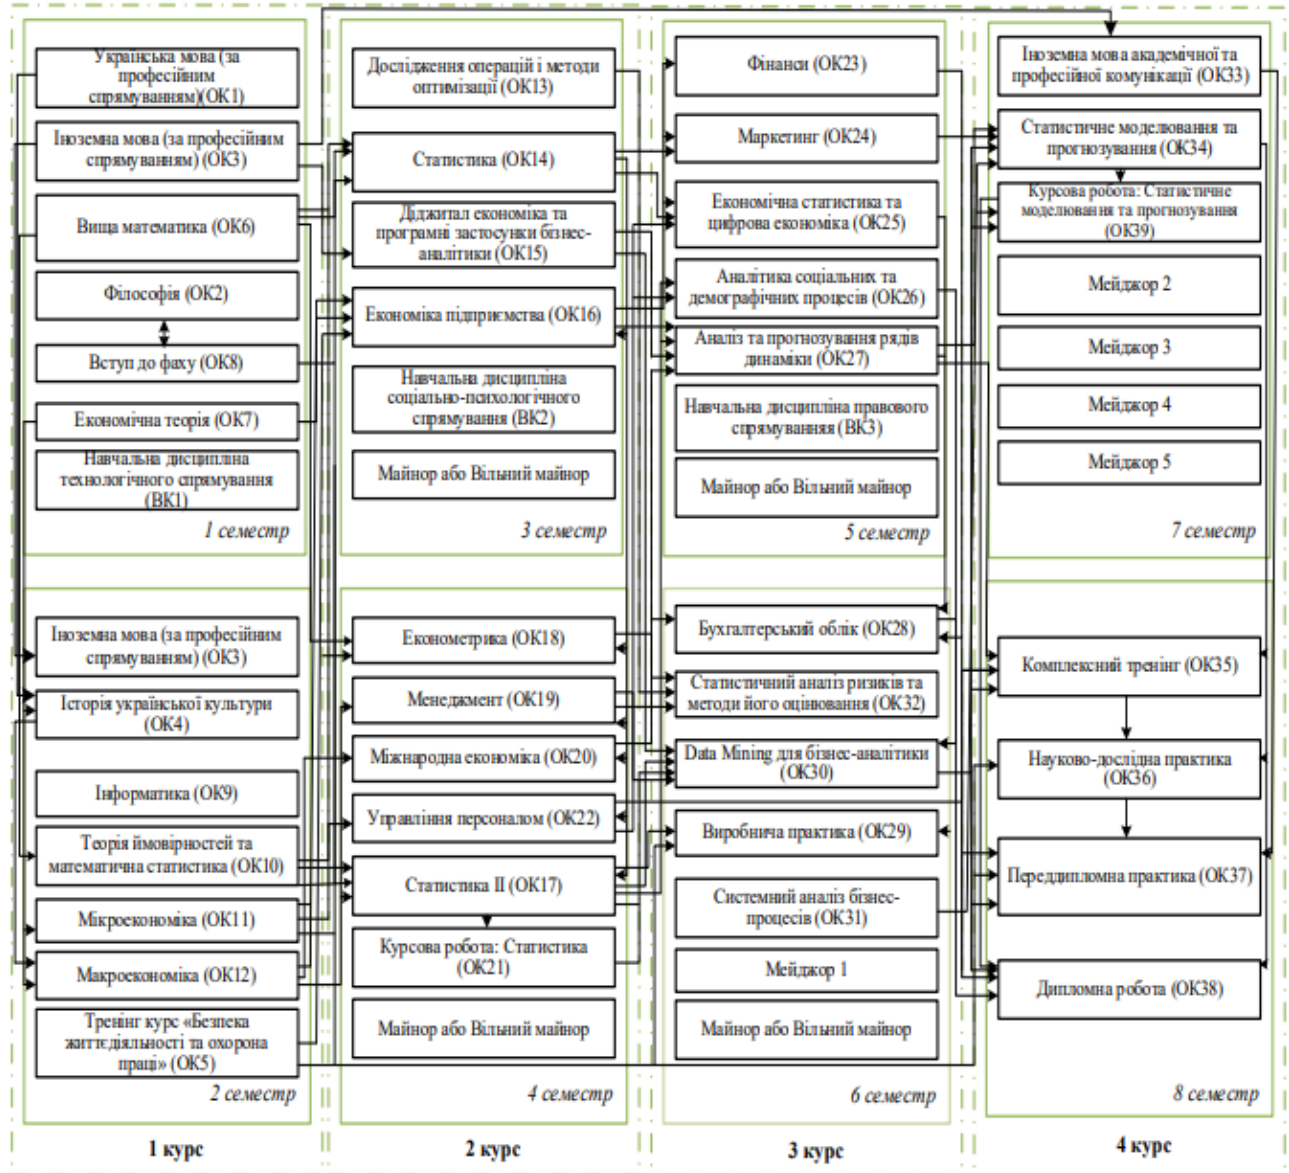 Українська мова (за
професійним
спрямуванням)(ОК1)
Іноземна мова (за професійним
спрямуванням) (ОК3)
Вища математика (ОК6)
Філософія (ОК2)
Вступ до фаху (ОК8)
Економічна теорія (ОК7)
Навчальна дисципліна
технологічного спрямування
(ВК1)
1 семестр
Іноземна мова (за професійним
спрямуванням) (ОК3)
Історія української культури
(ОК4)
Інформатика (ОК9)
Теорія ймовірностей та
математична статистика (ОК10)
Мікроекономіка (ОК11)
Макроекономіка (ОК12)
Тренінг курс «Безпека
життєдіяльності та охорона
праці» (ОК5)
2 семестр
1 курс
Дослідження операцій і методи
оптимізації (ОК13)
Статистика (ОК14)
Діджитал економіка та
програмні застосунки бізнес-
аналітики (ОК15)
Економіка підприємства (ОК16)
Навчальна дисципліна
соціально-психологічного
спрямування (ВК2)
Майнор або Вільний майнор
3 семестр
Економетрика (ОК18)
Менеджмент (ОК19)
Міжнародна економіка (ОК20)
Управління персоналом (ОК22)
Статистика ІІ (ОК17)
Курсова робота: Статистика
(ОК21)
Майнор або Вільний майнор
4 семестр
2 курс
Фінанси (ОК23)
Маркетинг (ОК24)
Економічна статистика та
цифрова економіка (ОК25)
Аналітика соціальних та
демографічних процесів (ОК26)
Аналіз та прогнозування рядів
динаміки (ОК27)
Навчальна дисципліна правового
спрямуванняя (ВК3)
Майнор або Вільний майнор
5 семестр
Бухгалтерський облік (ОК28)
Статистичний аналіз ризиків та
методи його оцінювання (ОК32)
Data Mining для бізнес-аналітики
(ОК30)
Виробнича практика (ОК29)
Системний аналіз бізнес-
процесів (ОК31)
Мейджор 1
Майнор або Вільний майнор
6 семестр
3 курс
Іноземна мова академічної та
професійної комунікації (ОК33)
Статистичне моделювання та
прогнозування (ОК34)
Курсова робота: Статистичне
моделювання та прогнозування
(ОК39)
Мейджор 2
Мейджор 3
Мейджор 4
Мейджор 5
7 семестр
Комплексний тренінг (ОК35)
Науково-дослідна практика
(ОК36)
Переддипломна практика (ОК37)
Дипломна робота (ОК38)
8 семестр
4 курс